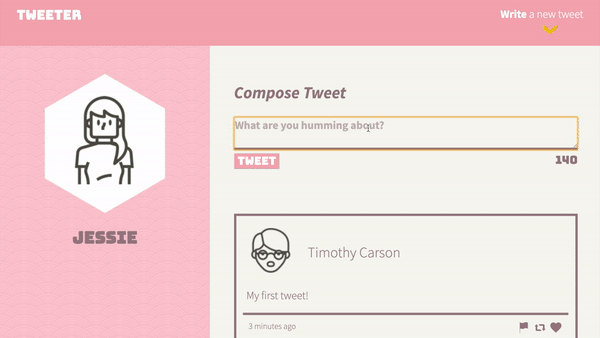 TWEETER
Write a new tweet
JESSIE
Compose Tweet
What are you humming about?
TWEET
140
Timothy Carson
My first tweet!
3 minutes ago